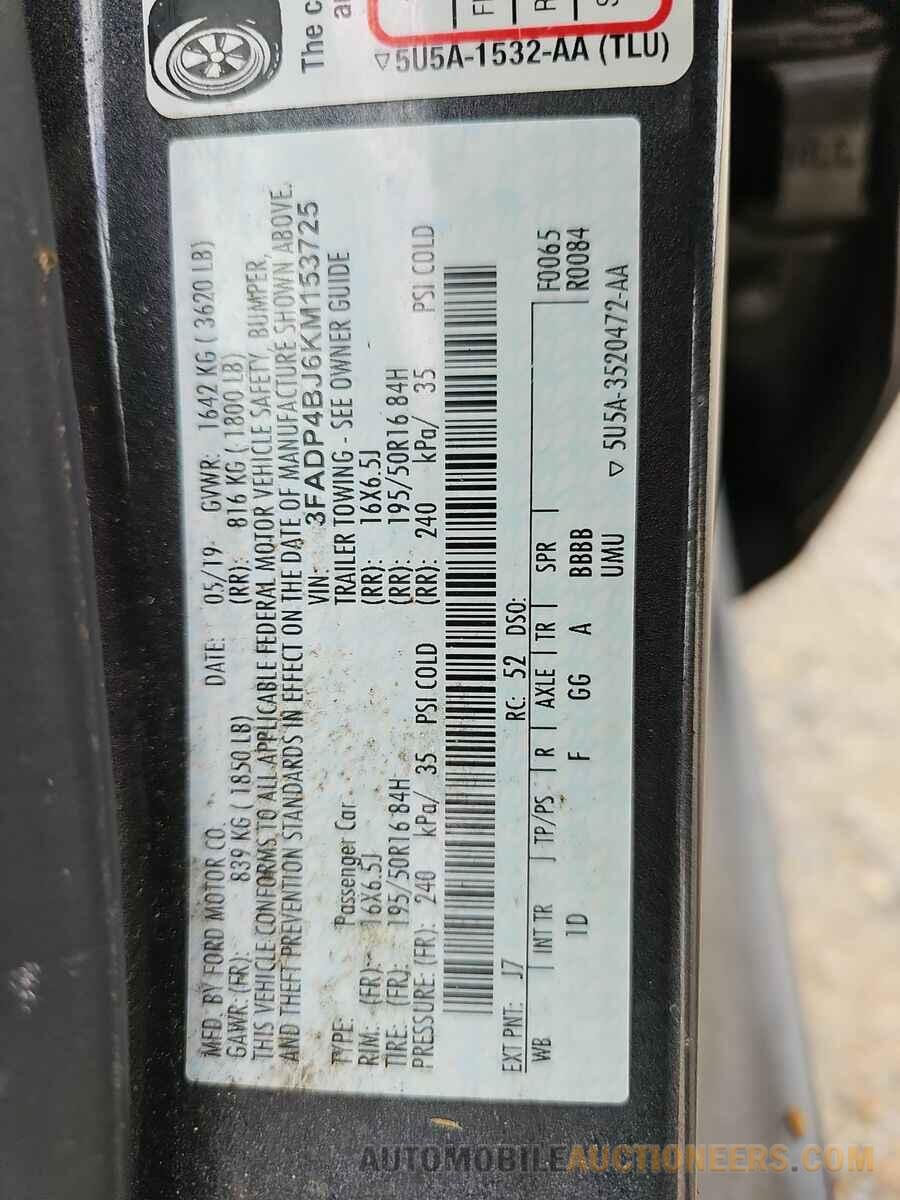 The c
a
FI
R
S
▽5U5A-1532-AA (TLU)
MFD. BY FORD MOTOR CO. DATE: 05/19 GVWR: 1642 KG ( 3620 LB)
GAWR: (FR): 839 KG ( 1850 LB) (RR): 816 KG ( 1800 LB)
THIS VEHICLE CONFORMS TO ALL APPLICABLE FEDERAL MOTOR VEHICLE SAFETY, BUMPER,
AND THEFT PREVENTION STANDARDS IN EFFECT ON THE DATE OF MANUFACTURE SHOWN ABOVE.
VIN: 3FADP4BJ6KM153725
TYPE: Passenger Car TRAILER TOWING - SEE OWNER GUIDE
RIM: (FR): 16X6.5J (RR): 16X6.5J
TIRE: (FR): 195/50R16 84H (RR): 195/50R16 84H
PRESSURE: (FR): 240 kPa/ 35 PSI COLD (RR): 240 kPa/ 35 PSI COLD
EXT PNT: J7 RC: 52 DSO: F0065
WB | INT TR | TP/PS | R | AXLE | TR | SPR R0084
1D F GG A BBBB
UMU ▽ 5U5A-3520472-AA
AUTOMOBILEAUCTIONEERS.COM